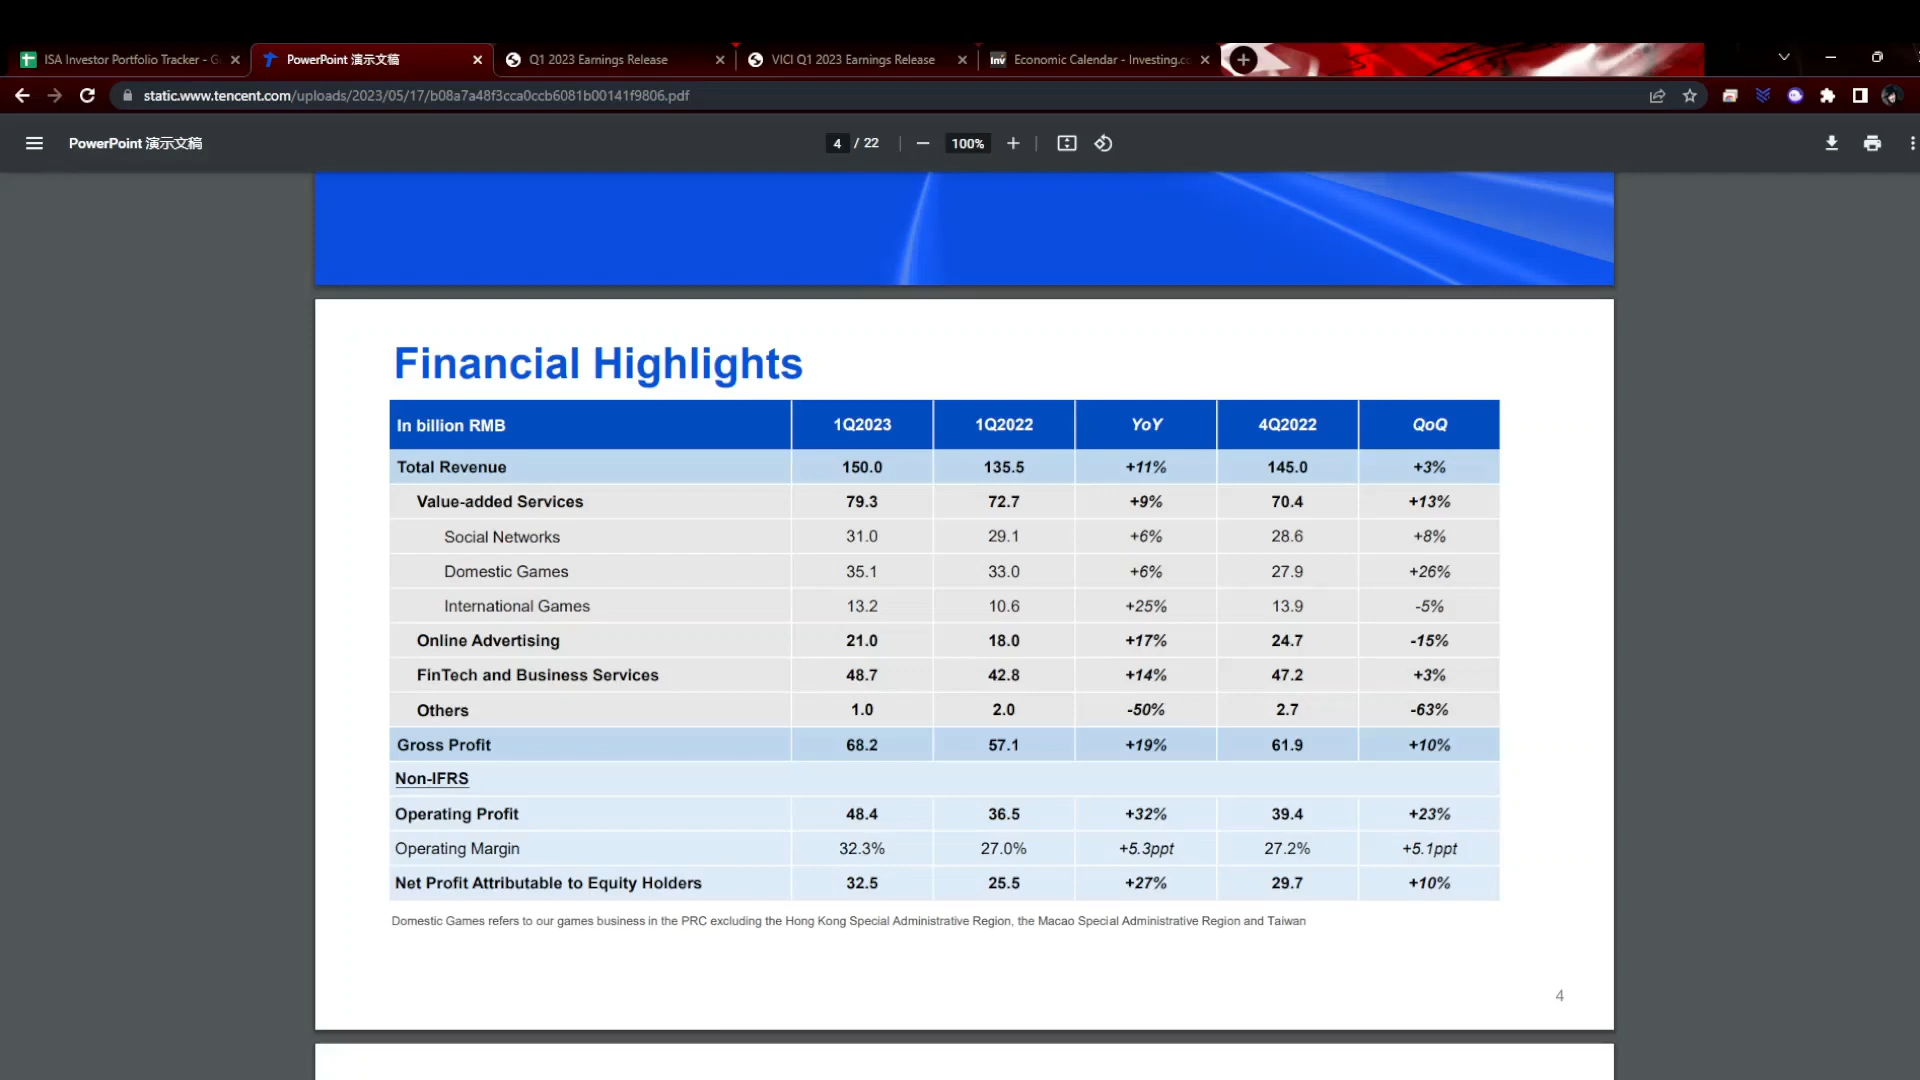 ISA Investor Portfolio Tracker - G
PowerPoint 演示文稿
Q1 2023 Earnings Release
VICI Q1 2023 Earnings Release
inv Economic Calendar - Investing.co
static.www.tencent.com/uploads/2023/05/17/b08a7a48f3cca0ccb6081b00141f9806.pdf
PowerPoint 演示文稿
4 / 22
100%
Financial Highlights
In billion RMB 1Q2023 1Q2022 YoY 4Q2022 QoQ
Total Revenue 150.0 135.5 +11% 145.0 +3%
Value-added Services 79.3 72.7 +9% 70.4 +13%
Social Networks 31.0 29.1 +6% 28.6 +8%
Domestic Games 35.1 33.0 +6% 27.9 +26%
International Games 13.2 10.6 +25% 13.9 -5%
Online Advertising 21.0 18.0 +17% 24.7 -15%
FinTech and Business Services 48.7 42.8 +14% 47.2 +3%
Others 1.0 2.0 -50% 2.7 -63%
Gross Profit 68.2 57.1 +19% 61.9 +10%
Non-IFRS
Operating Profit 48.4 36.5 +32% 39.4 +23%
Operating Margin 32.3% 27.0% +5.3ppt 27.2% +5.1ppt
Net Profit Attributable to Equity Holders 32.5 25.5 +27% 29.7 +10%
Domestic Games refers to our games business in the PRC excluding the Hong Kong Special Administrative Region, the Macao Special Administrative Region and Taiwan
4